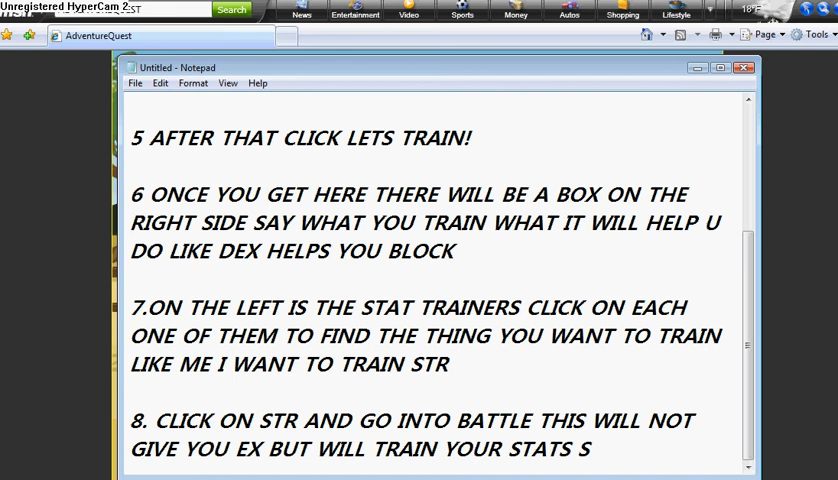 Unregistered HyperCam 2
Search
News Entertainment Video Sports Money Autos Shopping Lifestyle 18°F
AdventureQuest
Page Tools
Untitled - Notepad
File Edit Format View Help
5 AFTER THAT CLICK LETS TRAIN!
6 ONCE YOU GET HERE THERE WILL BE A BOX ON THE
RIGHT SIDE SAY WHAT YOU TRAIN WHAT IT WILL HELP U
DO LIKE DEX HELPS YOU BLOCK
7.ON THE LEFT IS THE STAT TRAINERS CLICK ON EACH
ONE OF THEM TO FIND THE THING YOU WANT TO TRAIN
LIKE ME I WANT TO TRAIN STR
8. CLICK ON STR AND GO INTO BATTLE THIS WILL NOT
GIVE YOU EX BUT WILL TRAIN YOUR STATS S